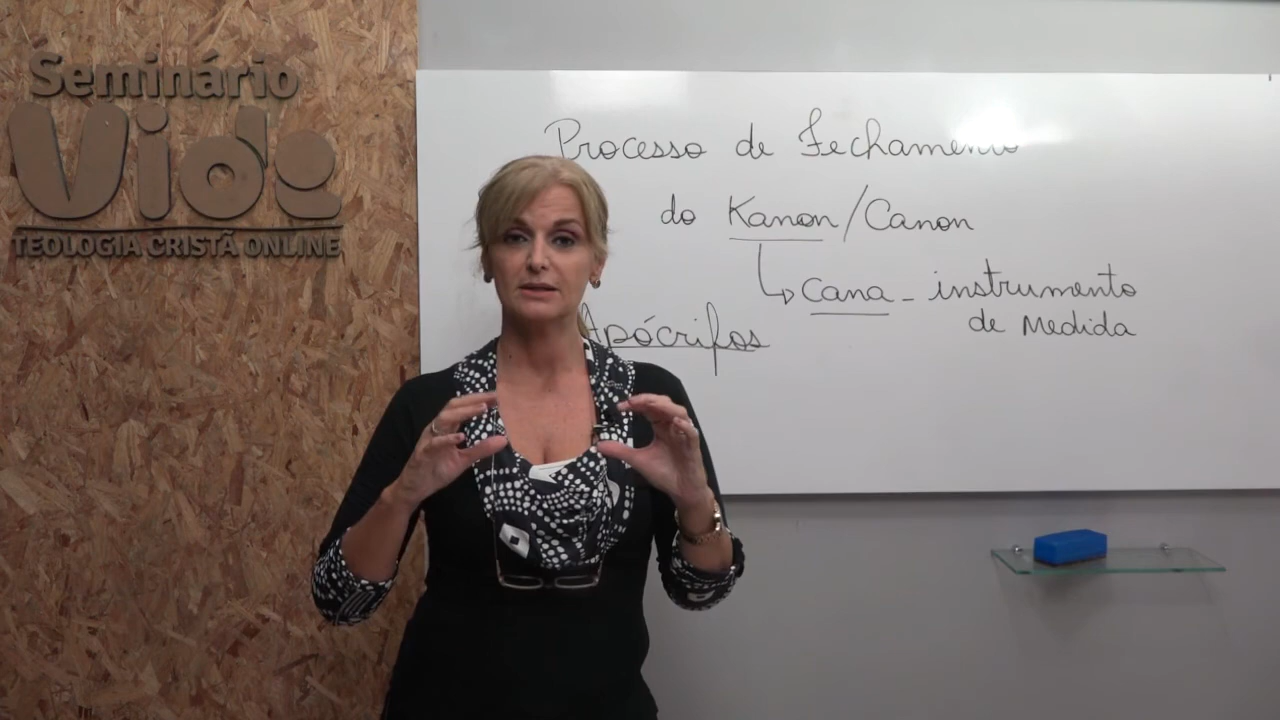 Seminário
Vida
TEOLOGIA CRISTÃ ONLINE
Processo de Fechamento
do Kanon/Canon
Cana - instrumento
de Medida
Apócrifos